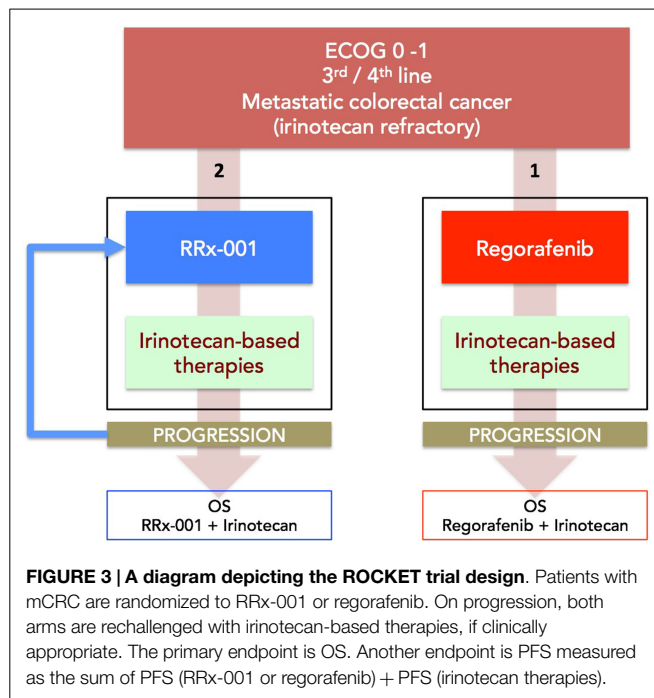 ECOG 0 -1
3rd / 4th line
Metastatic colorectal cancer
(irinotecan refractory)
2
1
RRx-001
Regorafenib
Irinotecan-based
therapies
Irinotecan-based
therapies
PROGRESSION
PROGRESSION
OS
RRx-001 + Irinotecan
OS
Regorafenib + Irinotecan
FIGURE 3 | A diagram depicting the ROCKET trial design. Patients with
mCRC are randomized to RRx-001 or regorafenib. On progression, both
arms are rechallenged with irinotecan-based therapies, if clinically
appropriate. The primary endpoint is OS. Another endpoint is PFS measured
as the sum of PFS (RRx-001 or regorafenib) + PFS (irinotecan therapies).